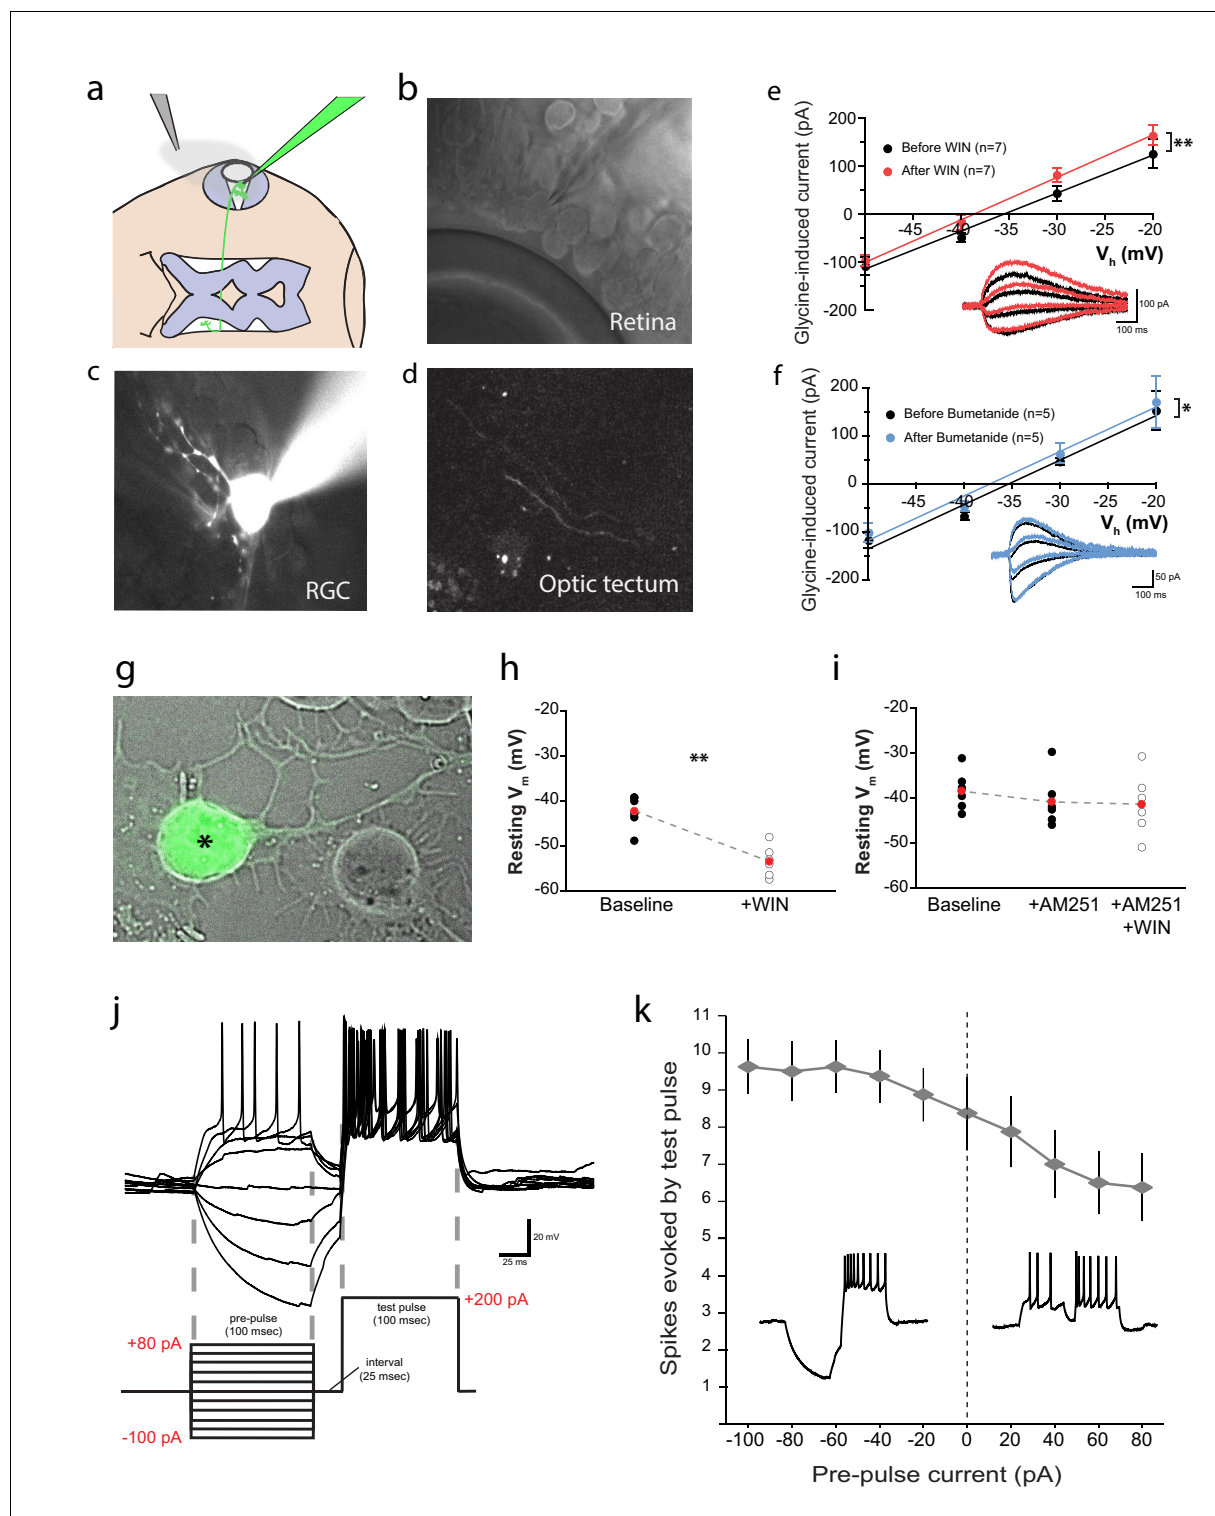 a
b
Retina
c
RGC
d
Optic tectum
e
Glycine-induced current (pA)
200
100
0
-100
-200
Before WIN (n=7)
After WIN (n=7)
**
-45 -40 -35 -30 -25 -20
Vh (mV)
100 pA
100 ms
f
Glycine-induced current (pA)
200
100
0
-100
-200
Before Bumetanide (n=5)
After Bumetanide (n=5)
*
-45 -40 -35 -30 -25 -20
Vh (mV)
50 pA
100 ms
g
*
h
Resting Vm (mV)
-20
-30
-40
-50
-60
**
Baseline +WIN
i
Resting Vm (mV)
-20
-30
-40
-50
-60
Baseline +AM251 +AM251
+WIN
j
20 mV
25 ms
+200 pA
test pulse
(100 msec)
pre-pulse
(100 msec)
+80 pA
interval
(25 msec)
-100 pA
k
Spikes evoked by test pulse
11
10
9
8
7
6
5
4
3
2
1
-100 -80 -60 -40 -20 0 20 40 60 80
Pre-pulse current (pA)